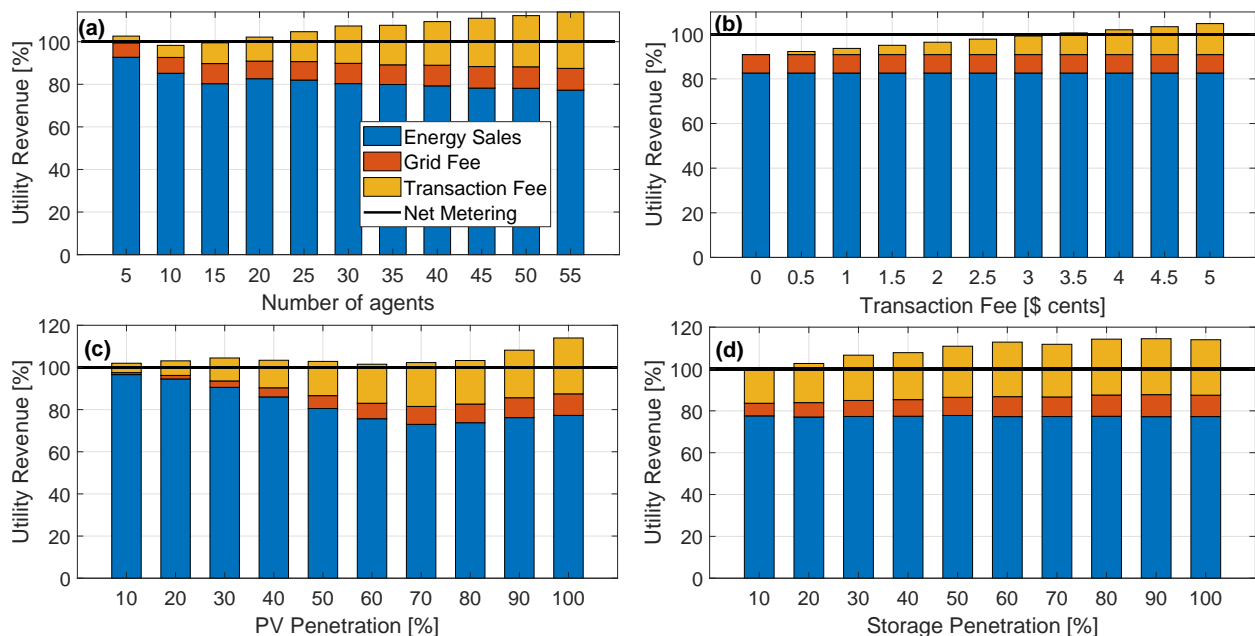 (a)
Utility Revenue [%]
100
80
60
40
20
0
Energy Sales
Grid Fee
Transaction Fee
Net Metering
5 10 15 20 25 30 35 40 45 50 55
Number of agents
(b)
Utility Revenue [%]
100
80
60
40
20
0
0 0.5 1 1.5 2 2.5 3 3.5 4 4.5 5
Transaction Fee [$ cents]
(c)
Utility Revenue [%]
120
100
80
60
40
20
0
10 20 30 40 50 60 70 80 90 100
PV Penetration [%]
(d)
Utility Revenue [%]
120
100
80
60
40
20
0
10 20 30 40 50 60 70 80 90 100
Storage Penetration [%]